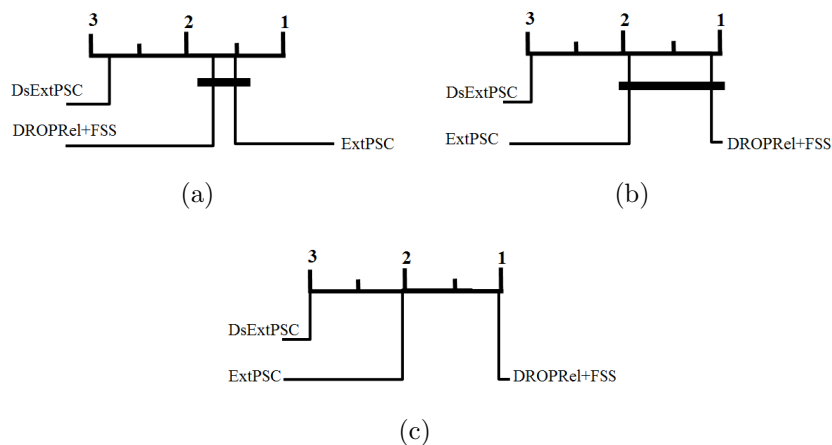 3 2 1
DsExtPSC
DROPRel+FSS
ExtPSC
(a)
3 2 1
DsExtPSC
ExtPSC
DROPRel+FSS
(b)
3 2 1
DsExtPSC
ExtPSC
DROPRel+FSS
(c)